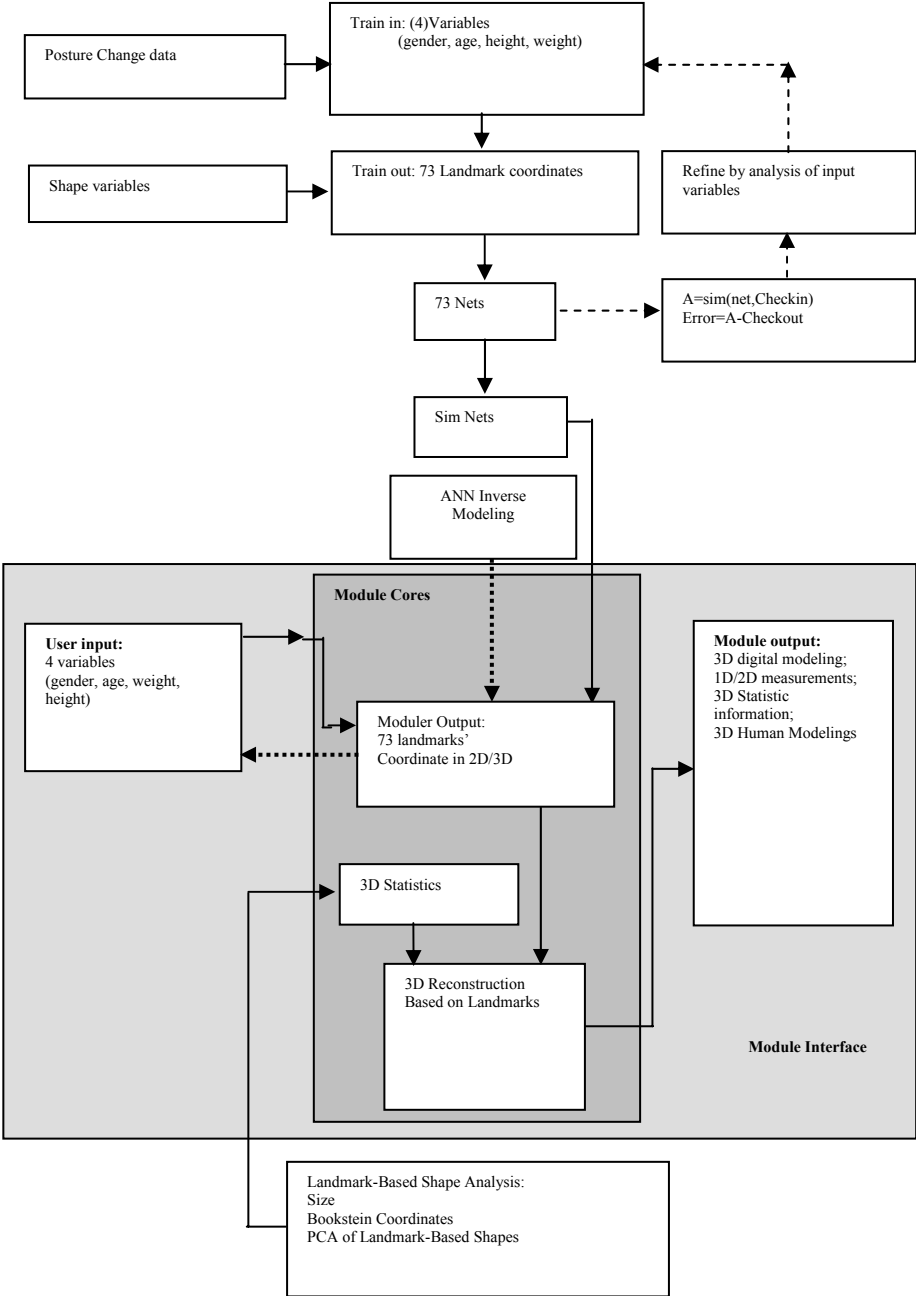 Train in: (4)Variables
(gender, age, height, weight)
Posture Change data
Train out: 73 Landmark coordinates
Shape variables
Refine by analysis of input
variables
73 Nets
A=sim(net,Checkin)
Error=A-Checkout
Sim Nets
ANN Inverse
Modeling
Module Cores
User input:
4 variables
(gender, age, weight,
height)
Module output:
3D digital modeling;
1D/2D measurements;
3D Statistic
information;
3D Human Modelings
Moduler Output:
73 landmarks’
Coordinate in 2D/3D
3D Statistics
3D Reconstruction
Based on Landmarks
Module Interface
Landmark-Based Shape Analysis:
Size
Bookstein Coordinates
PCA of Landmark-Based Shapes